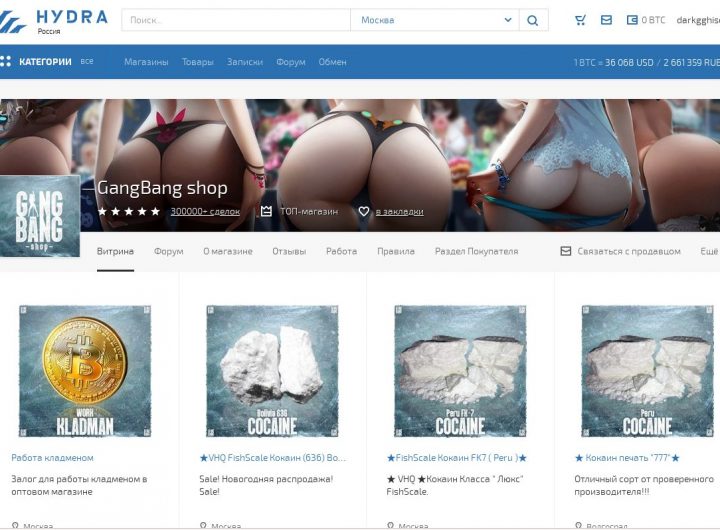 HYDRA
Россия
Поиск...
Москва
0 BTC
КАТЕГОРИИ все
Магазины Товары Записки Форум Обмен
1 BTC = 36 068 USD / 2 661 359 RUB
GangBang shop
300000+ сделок
ТОП-магазин
в закладки
GANG
BANG
-shop-
Витрина Форум О магазине Отзывы Работа Правила Раздел Покупателя
Связаться с продавцом
Ещё
WORK
KLADMAN
Bolivia 636
COCAINE
Peru FK-7
COCAINE
Peru
COCAINE
Работа кладменом
★VHQ FishScale Кокаин (636) Bo...
★FishScale Кокаин FK7 ( Peru )★
★ Кокаин печать "777"★
Залог для работы кладменом в
оптовом магазине
Sale! Новогодняя распродажа!
Sale!
★ VHQ ★Кокаин Класса " Люкс"
FishScale.
Отличный сорт от проверенного
производителя!!!
Москва
Москва
Москва
Волгоград